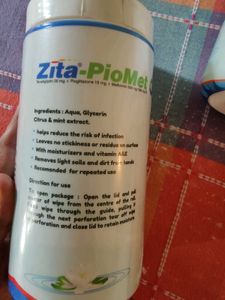 Zita®-PioMet
Ingredients : Aqua, Glycerin
Citrus & mint extract.
- helps reduce the risk of infection
- Leaves no stickiness or residue on surface
- With moisturizers and vitamin A&E
- Removes light soils and dirt from hands
- Recomended for repeated use
Direction for use
To open package : Open the lid and pull
corner of wipe from the centre of the roll.
wipe through the guide, pulling
through the next perforation tear off wipe
perforation and close lid to retain moisture.